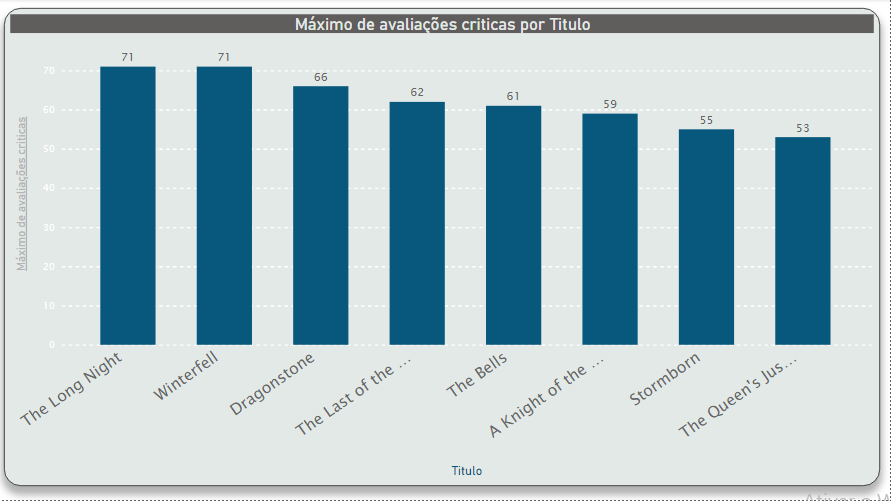 Máximo de avaliações criticas por Titulo
Máximo de avaliações criticas
70
60
50
40
30
20
10
0
71
71
66
62
61
59
55
53
The Long Night
Winterfell
Dragonstone
The Last of the ...
The Bells
A Knight of the ...
Stormborn
The Queen's Jus...
Titulo